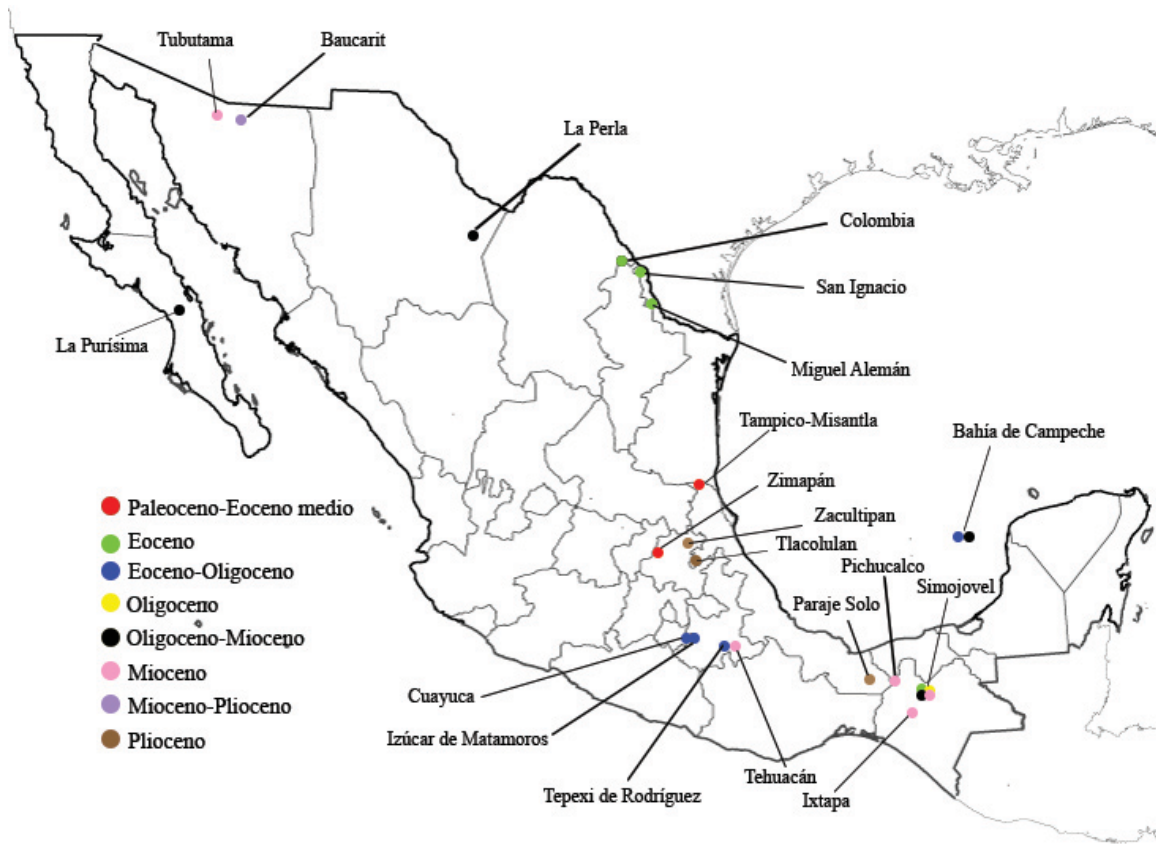 Tubutama
Baucarit
La Perla
Colombia
San Ignacio
La Purísima
Miguel Alemán
Tampico-Misantla
Bahía de Campeche
Zimapán
Zacultipan
Tlacolulan
Pichucalco
Simojovel
Paraje Solo
Paleoceno-Eoceno medio
Eoceno
Eoceno-Oligoceno
Oligoceno
Oligoceno-Mioceno
Mioceno
Mioceno-Plioceno
Plioceno
Cuayuca
Izúcar de Matamoros
Tepexi de Rodríguez
Tehuacán
Ixtapa